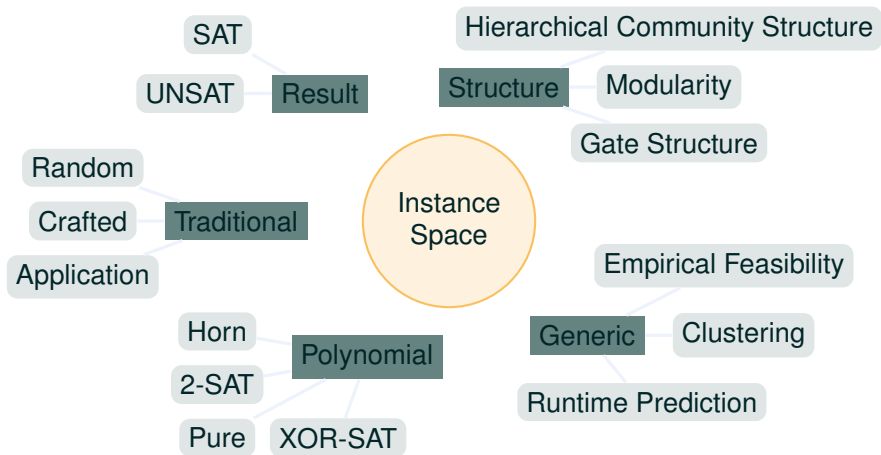 SAT
UNSAT
Result
Hierarchical Community Structure
Structure
Modularity
Gate Structure
Random
Crafted
Traditional
Application
Instance
Space
Empirical Feasibility
Generic
Clustering
Runtime Prediction
Horn
Polynomial
2-SAT
Pure
XOR-SAT